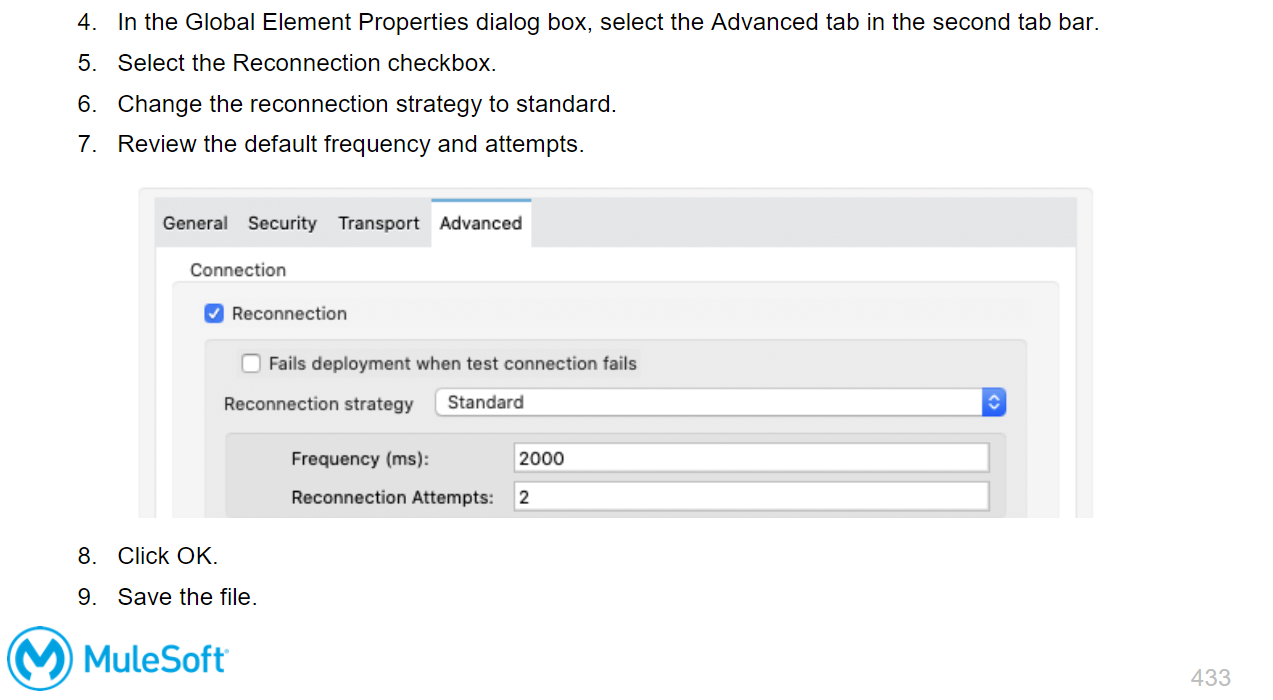 4. In the Global Element Properties dialog box, select the Advanced tab in the second tab bar.
5. Select the Reconnection checkbox.
6. Change the reconnection strategy to standard.
7. Review the default frequency and attempts.
General Security Transport Advanced
Connection
Reconnection
Fails deployment when test connection fails
Reconnection strategy Standard
Frequency (ms): 2000
Reconnection Attempts: 2
8. Click OK.
9. Save the file.
MuleSoft
433